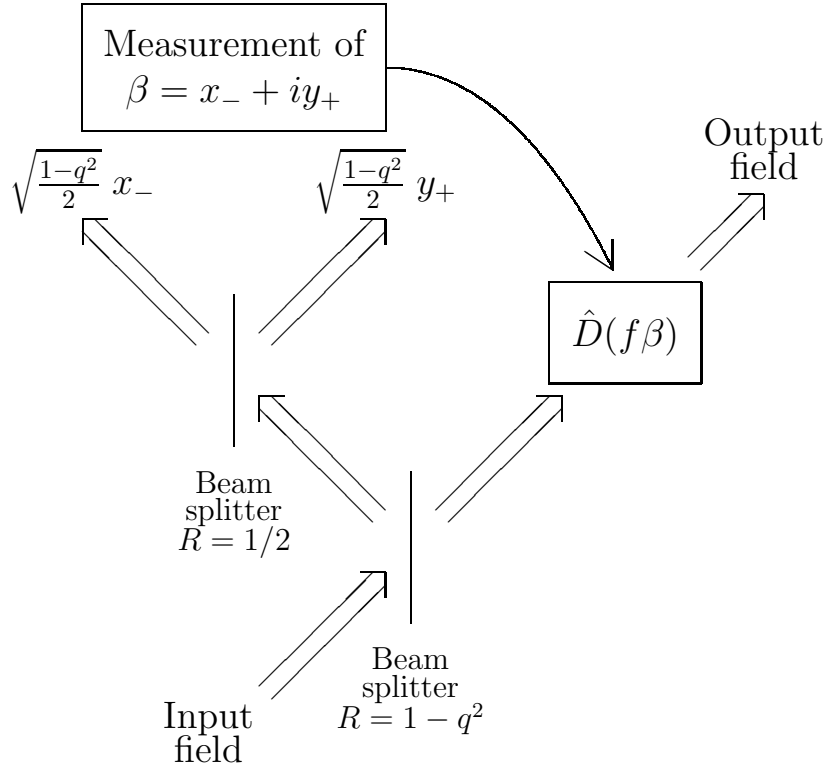 Measurement of
β = x₋ + iy₊
√((1−q²)/2) x₋
√((1−q²)/2) y₊
Output
field
D̂(fβ)
Beam
splitter
R = 1/2
Beam
splitter
R = 1 − q²
Input
field